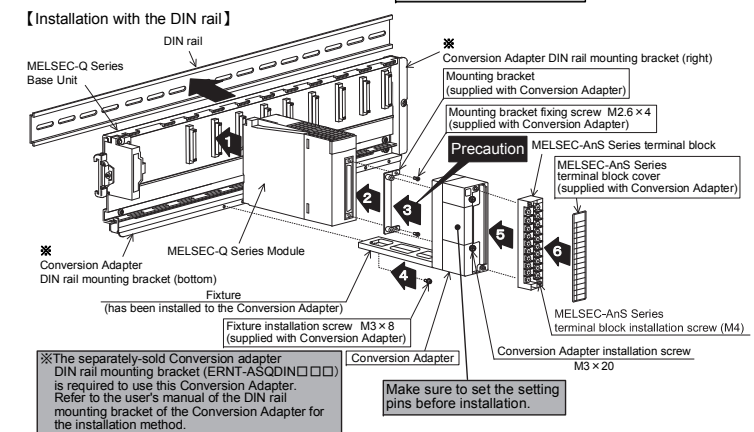 【Installation with the DIN rail】
DIN rail
MELSEC-Q Series
Base Unit
※
Conversion Adapter DIN rail mounting bracket (right)
Mounting bracket
(supplied with Conversion Adapter)
Mounting bracket fixing screw M2.6×4
(supplied with Conversion Adapter)
Precaution
MELSEC-AnS Series terminal block
MELSEC-AnS Series
terminal block cover
(supplied with Conversion Adapter)
1
2
3
4
5
6
※
Conversion Adapter
DIN rail mounting bracket (bottom)
MELSEC-Q Series Module
Fixture
(has been installed to the Conversion Adapter)
Fixture installation screw M3×8
(supplied with Conversion Adapter)
Conversion Adapter
MELSEC-AnS Series
terminal block installation screw (M4)
Conversion Adapter installation screw
M3×20
※The separately-sold Conversion adapter
DIN rail mounting bracket (ERNT-ASQDIN□□□)
is required to use this Conversion Adapter.
Refer to the user's manual of the DIN rail
mounting bracket of the Conversion Adapter for
the installation method.
Make sure to set the setting
pins before installation.